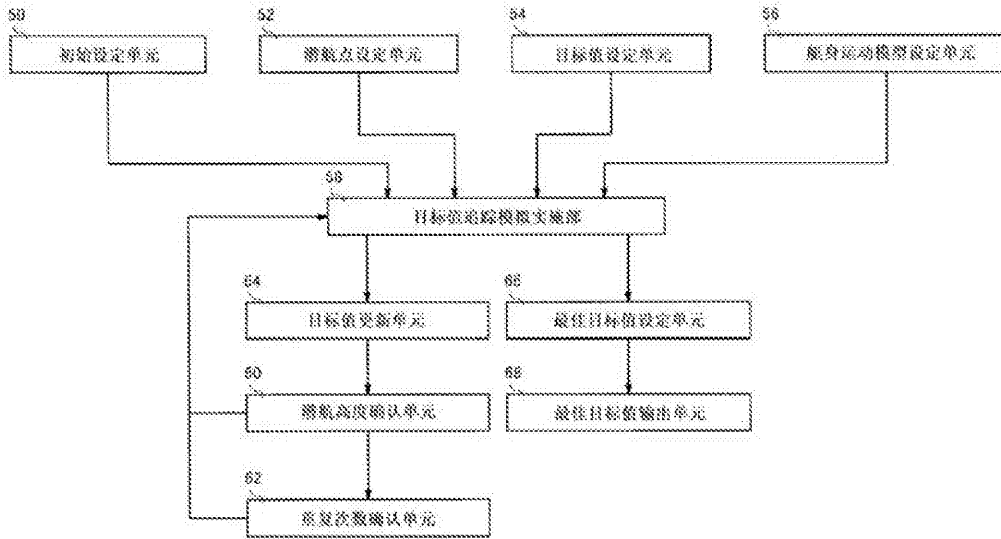 50
52
54
56
初始设定单元
潜航点设定单元
目标值设定单元
艇身运动模型设定单元
58
目标值追踪模拟实施部
64
66
目标值更新单元
最佳目标值设定单元
60
68
潜航高度确认单元
最佳目标值输出单元
62
重复次数确认单元